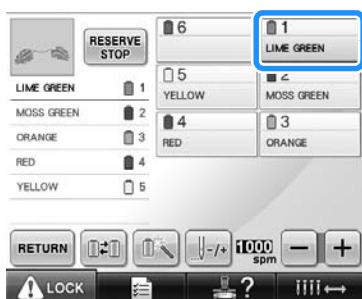 RESERVE
STOP
6
1
LIME GREEN
5
YELLOW
2
MOSS GREEN
4
RED
3
ORANGE
LIME GREEN 1
MOSS GREEN 2
ORANGE 3
RED 4
YELLOW 5
RETURN
-/+
1000
spm
−
+
LOCK
?